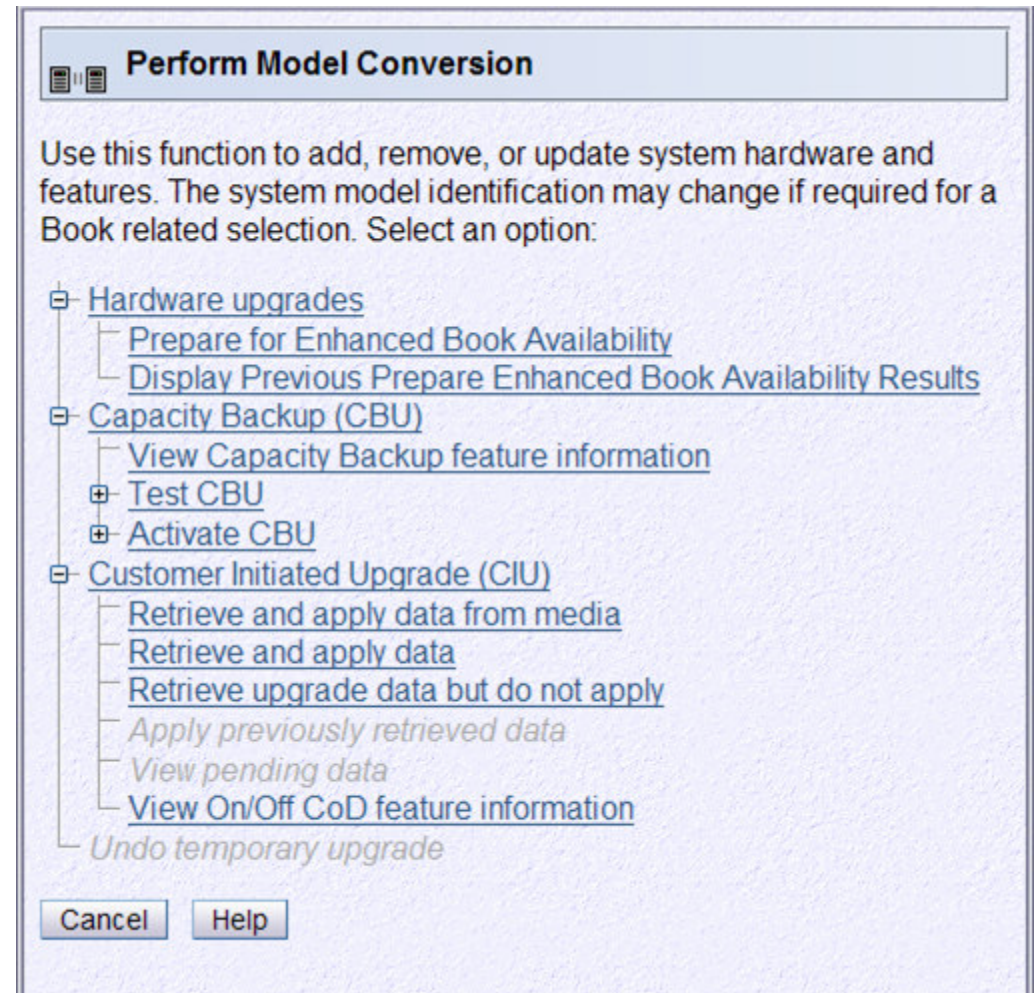 Perform Model Conversion
Use this function to add, remove, or update system hardware and
features. The system model identification may change if required for a
Book related selection. Select an option:
Hardware upgrades
Prepare for Enhanced Book Availability
Display Previous Prepare Enhanced Book Availability Results
Capacity Backup (CBU)
View Capacity Backup feature information
Test CBU
Activate CBU
Customer Initiated Upgrade (CIU)
Retrieve and apply data from media
Retrieve and apply data
Retrieve upgrade data but do not apply
Apply previously retrieved data
View pending data
View On/Off CoD feature information
Undo temporary upgrade
Cancel Help